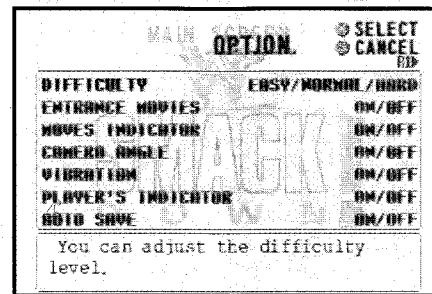 MAIN SCREEN
OPTION.
SELECT
CANCEL
DIFFICULTY EASY/NORMAL/HARD
ENTRANCE MOVIES ON/OFF
MOVES INDICATOR ON/OFF
CAMERA ANGLE ON/OFF
VIBRATION ON/OFF
PLAYER'S INDICATOR ON/OFF
AUTO SAVE ON/OFF
SMACK
You can adjust the difficulty
level.